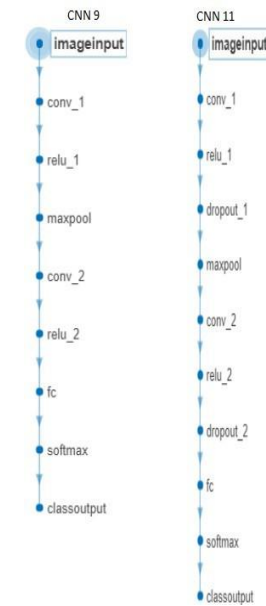 CNN 9
imageinput
conv_1
relu_1
maxpool
conv_2
relu_2
fc
softmax
classoutput
CNN 11
imageinput
conv_1
relu_1
dropout_1
maxpool
conv_2
relu_2
dropout_2
fc
softmax
classoutput